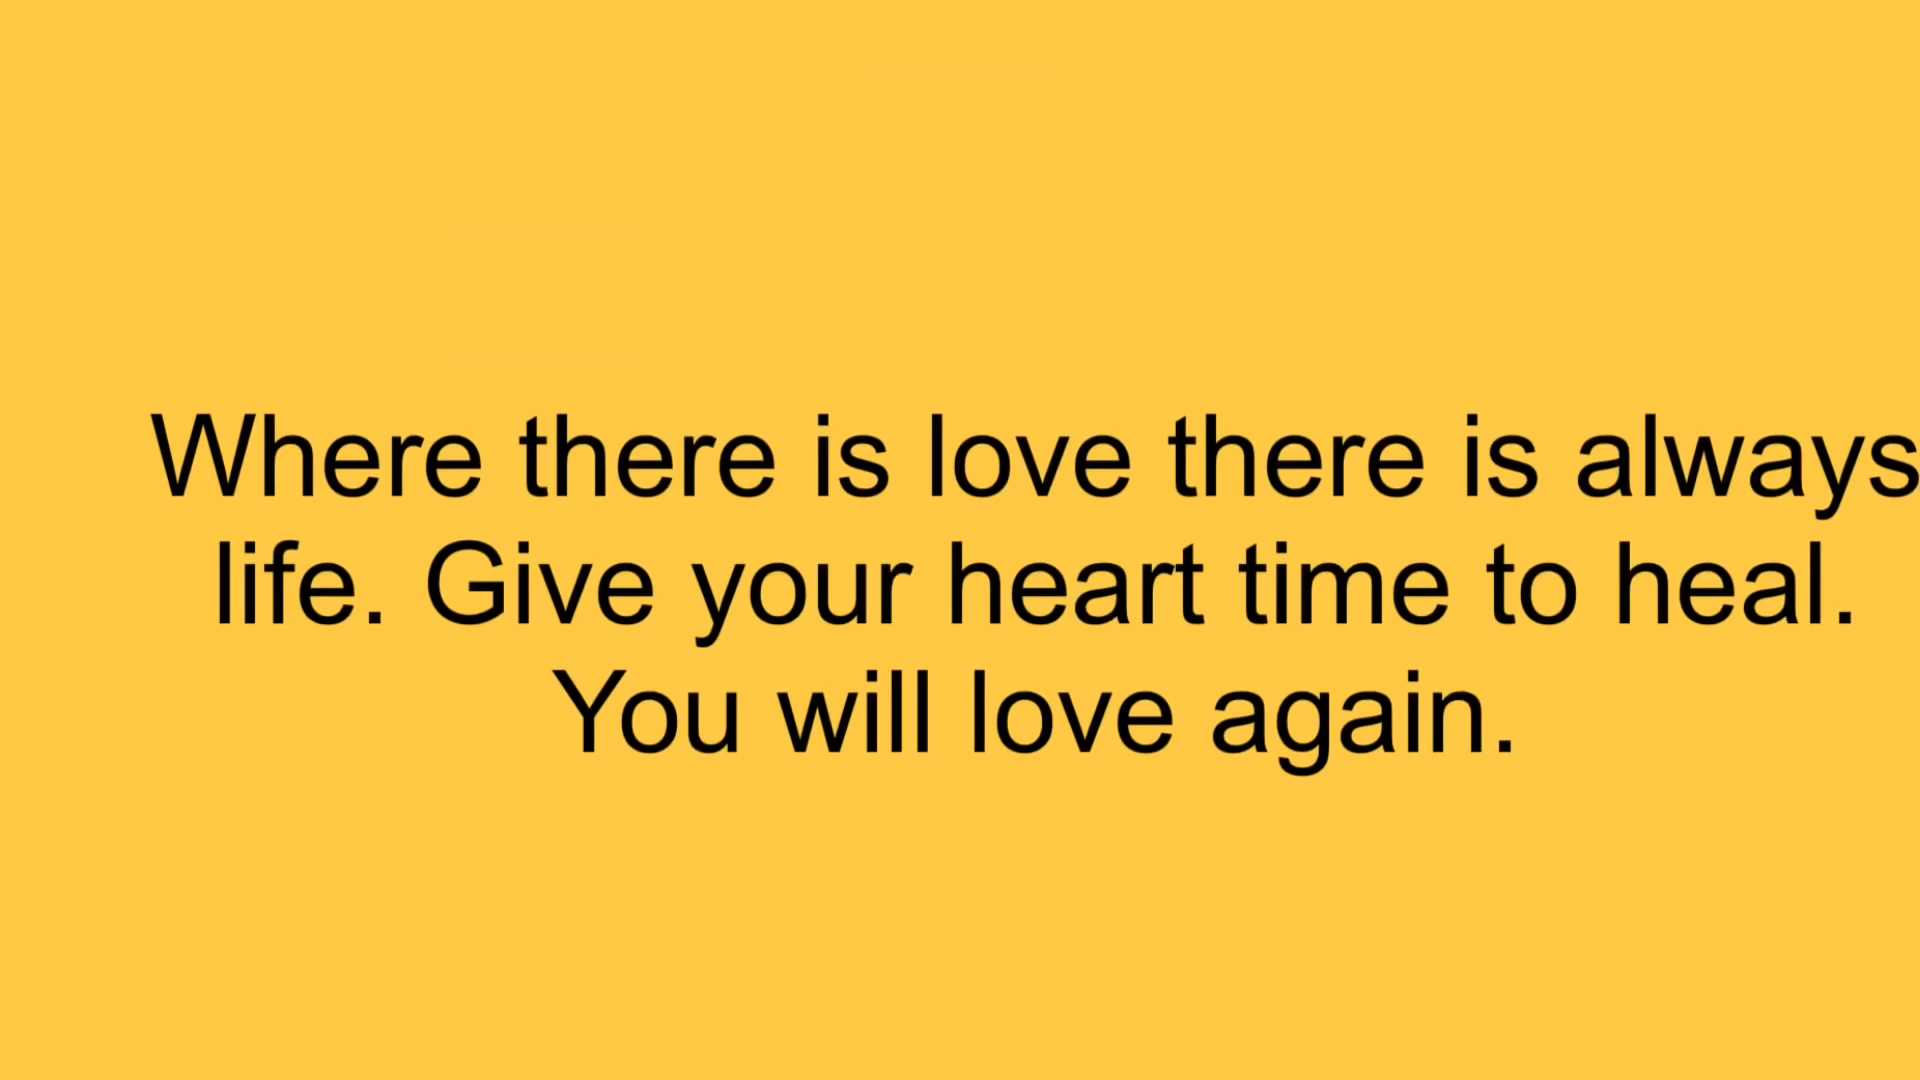 Where there is love there is always
life. Give your heart time to heal.
You will love again.